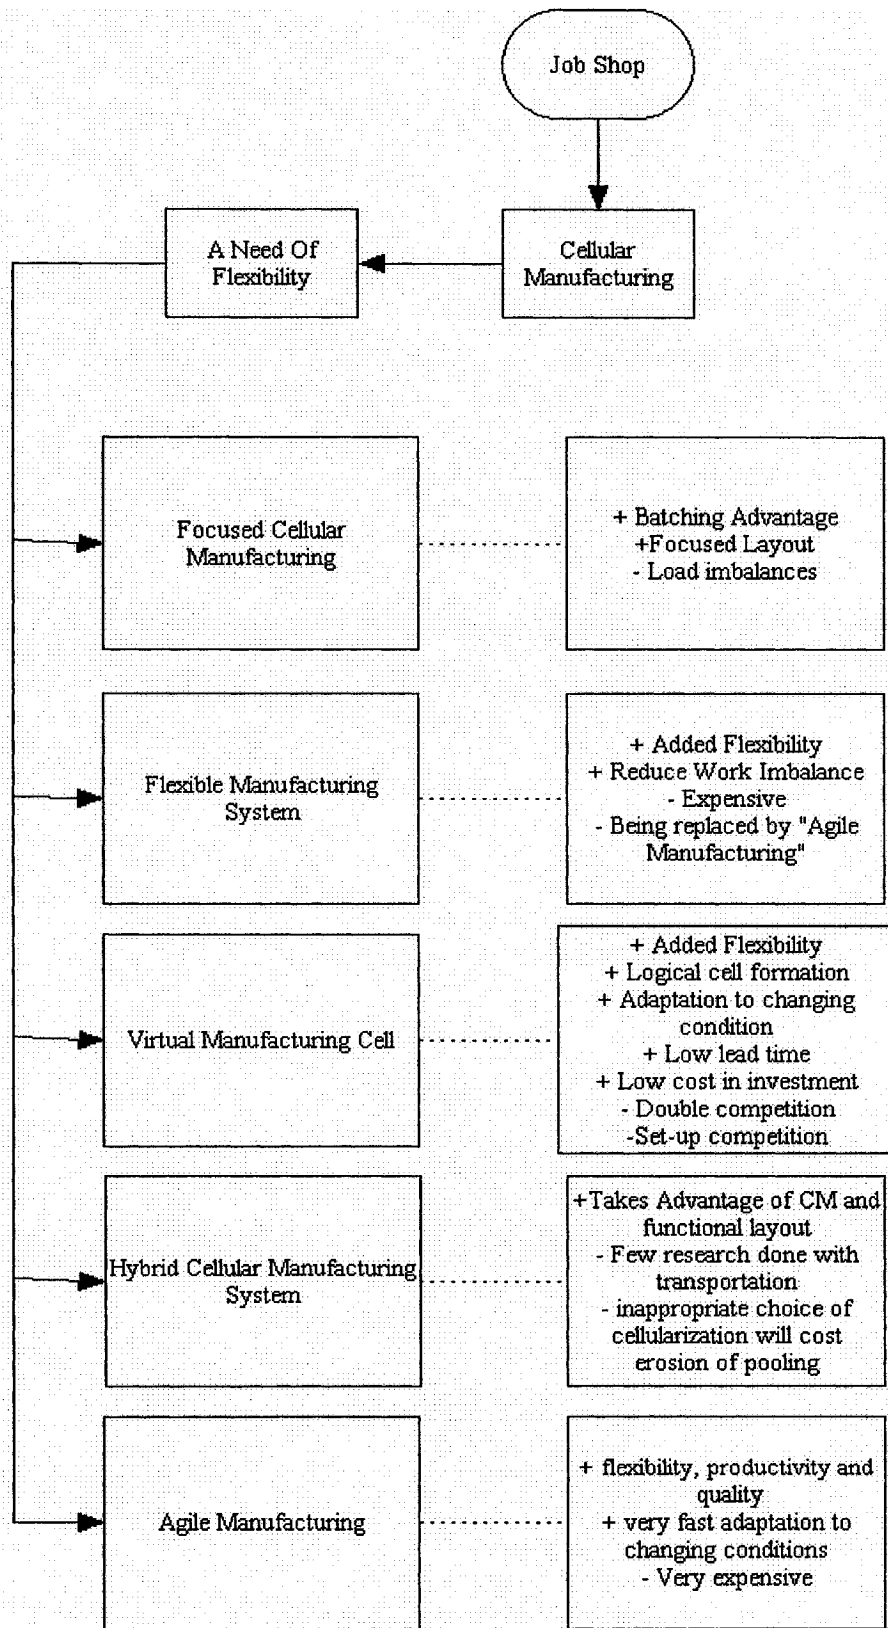 Job Shop
A Need Of
Flexibility
Cellular
Manufacturing
Focused Cellular
Manufacturing
+ Batching Advantage
+Focused Layout
- Load imbalances
Flexible Manufacturing
System
+ Added Flexibility
+ Reduce Work Imbalance
- Expensive
- Being replaced by "Agile
Manufacturing"
Virtual Manufacturing Cell
+ Added Flexibility
+ Logical cell formation
+ Adaptation to changing
condition
+ Low lead time
+ Low cost in investment
- Double competition
-Set-up competition
Hybrid Cellular Manufacturing
System
+Takes Advantage of CM and
functional layout
- Few research done with
transportation
- inappropriate choice of
cellularization will cost
erosion of pooling
Agile Manufacturing
+ flexibility, productivity and
quality
+ very fast adaptation to
changing conditions
- Very expensive